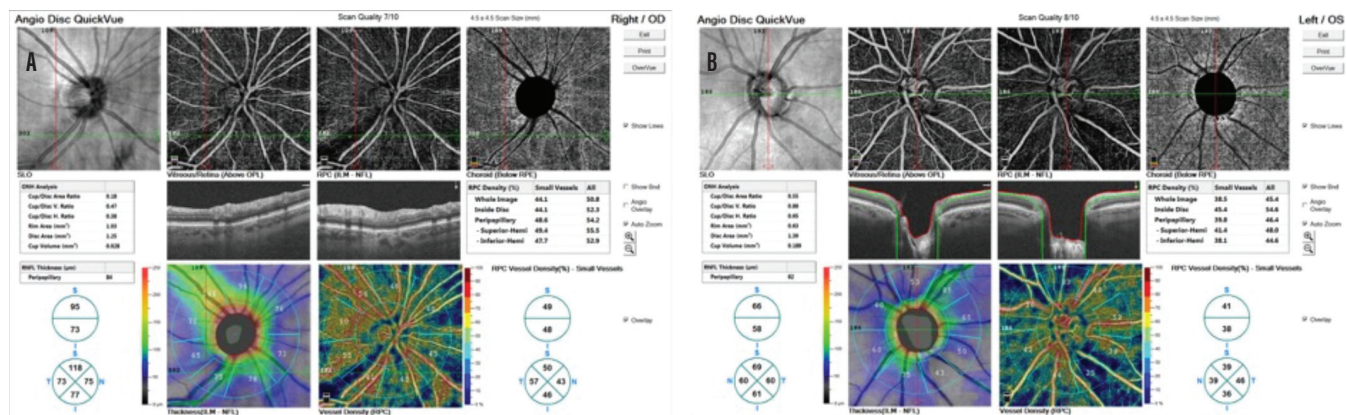 Angio Disc QuickVue
Scan Quality 7/10
4.5 x 4.5 Scan Size (mm)
Right / OD
A
Exit
Print
OverVue
Show Lines
SLO
Vitreous/Retina (Above OPL)
RPC (ILM - NFL)
Choroid (Below RPE)
ONH Analysis
Cup/Disc Area Ratio 0.18
Cup/Disc V. Ratio 0.47
Cup/Disc H. Ratio 0.38
Rim Area (mm²) 1.03
Disc Area (mm²) 1.25
Cup Volume (mm³) 0.026
RPC Density (%) Small Vessels All
Whole Image 44.1 50.8
Inside Disc 44.1 52.3
Peripapillary 48.6 54.2
- Superior-Hemi 49.4 55.5
- Inferior-Hemi 47.7 52.9
Show Bnd
Angio Overlay
Auto Zoom
RNFL Thickness (um)
Peripapillary 84
RPC Vessel Density(%) - Small Vessels
Overlay
S
95
73
I
S
118
T 73 75 N
77
I
S
49
48
I
S
50
T 57 43 N
46
I
Thickness(ILM - NFL)
Vessel Density (RPC)
Angio Disc QuickVue
Scan Quality 8/10
4.5 x 4.5 Scan Size (mm)
Left / OS
B
Exit
Print
OverVue
Show Lines
SLO
Vitreous/Retina (Above OPL)
RPC (ILM - NFL)
Choroid (Below RPE)
ONH Analysis
Cup/Disc Area Ratio 0.55
Cup/Disc V. Ratio 0.80
Cup/Disc H. Ratio 0.65
Rim Area (mm²) 0.63
Disc Area (mm²) 1.39
Cup Volume (mm³) 0.189
RPC Density (%) Small Vessels All
Whole Image 38.5 45.4
Inside Disc 45.4 54.6
Peripapillary 39.8 46.4
- Superior-Hemi 41.4 48.0
- Inferior-Hemi 38.1 44.6
Show Bnd
Angio Overlay
Auto Zoom
RNFL Thickness (um)
Peripapillary 62
RPC Vessel Density(%) - Small Vessels
Overlay
S
66
58
I
S
69
N 60 60 T
61
I
S
41
38
I
S
39
N 39 46 T
36
I
Thickness(ILM - NFL)
Vessel Density (RPC)